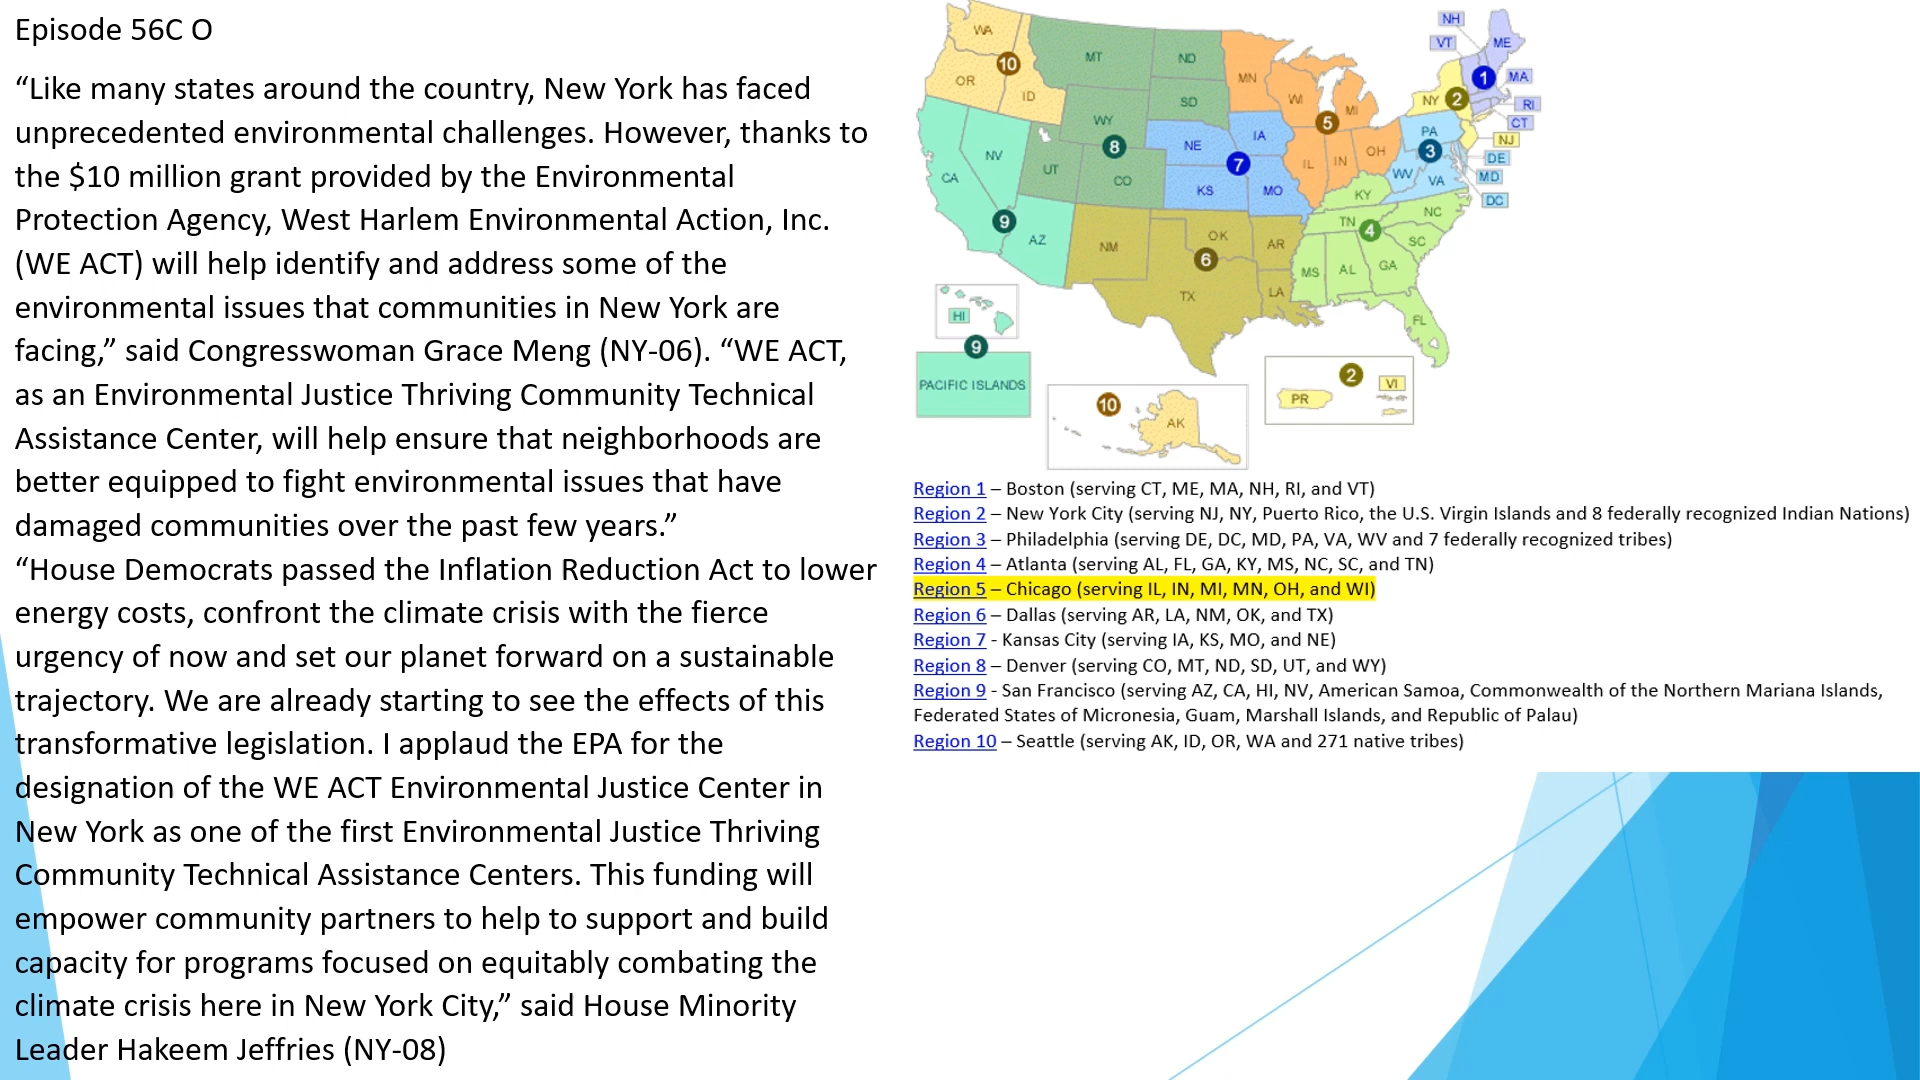 Episode 56C O
“Like many states around the country, New York has faced
unprecedented environmental challenges. However, thanks to
the $10 million grant provided by the Environmental
Protection Agency, West Harlem Environmental Action, Inc.
(WE ACT) will help identify and address some of the
environmental issues that communities in New York are
facing,” said Congresswoman Grace Meng (NY-06). “WE ACT,
as an Environmental Justice Thriving Community Technical
Assistance Center, will help ensure that neighborhoods are
better equipped to fight environmental issues that have
damaged communities over the past few years.”
“House Democrats passed the Inflation Reduction Act to lower
energy costs, confront the climate crisis with the fierce
urgency of now and set our planet forward on a sustainable
trajectory. We are already starting to see the effects of this
transformative legislation. I applaud the EPA for the
designation of the WE ACT Environmental Justice Center in
New York as one of the first Environmental Justice Thriving
Community Technical Assistance Centers. This funding will
empower community partners to help to support and build
capacity for programs focused on equitably combating the
climate crisis here in New York City,” said House Minority
Leader Hakeem Jeffries (NY-08)
WA
OR
ID
10
MT
ND
SD
WY
UT
CO
8
CA
NV
AZ
9
NE
IA
KS
MO
7
MN
WI
MI
IL
IN
OH
5
NM
OK
AR
TX
LA
6
KY
TN
NC
SC
MS
AL
GA
FL
4
PA
WV
VA
3
DE
MD
DC
NY
2
NJ
NH
VT
ME
1
MA
RI
CT
HI
9
PACIFIC ISLANDS
10
AK
2
PR
VI
Region 1 – Boston (serving CT, ME, MA, NH, RI, and VT)
Region 2 – New York City (serving NJ, NY, Puerto Rico, the U.S. Virgin Islands and 8 federally recognized Indian Nations)
Region 3 – Philadelphia (serving DE, DC, MD, PA, VA, WV and 7 federally recognized tribes)
Region 4 – Atlanta (serving AL, FL, GA, KY, MS, NC, SC, and TN)
Region 5 – Chicago (serving IL, IN, MI, MN, OH, and WI)
Region 6 – Dallas (serving AR, LA, NM, OK, and TX)
Region 7 - Kansas City (serving IA, KS, MO, and NE)
Region 8 – Denver (serving CO, MT, ND, SD, UT, and WY)
Region 9 - San Francisco (serving AZ, CA, HI, NV, American Samoa, Commonwealth of the Northern Mariana Islands,
Federated States of Micronesia, Guam, Marshall Islands, and Republic of Palau)
Region 10 – Seattle (serving AK, ID, OR, WA and 271 native tribes)